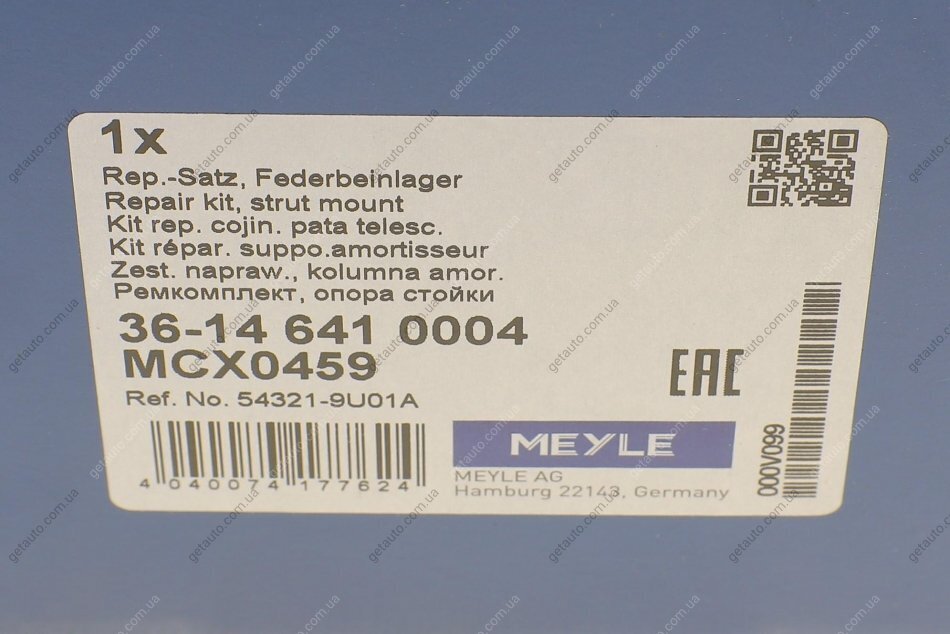 1x
Rep.-Satz, Federbeinlager
Repair kit, strut mount
Kit rep. cojin. pata telesc.
Kit répar. suppo.amortisseur
Zest. napraw., kolumna amor.
Ремкомплект, опора стойки
36-14 641 0004
MCX0459
Ref. No. 54321-9U01A
EAC
4 040074 177624
MEYLE
MEYLE AG
Hamburg 22143, Germany
000V099
getauto.com.ua